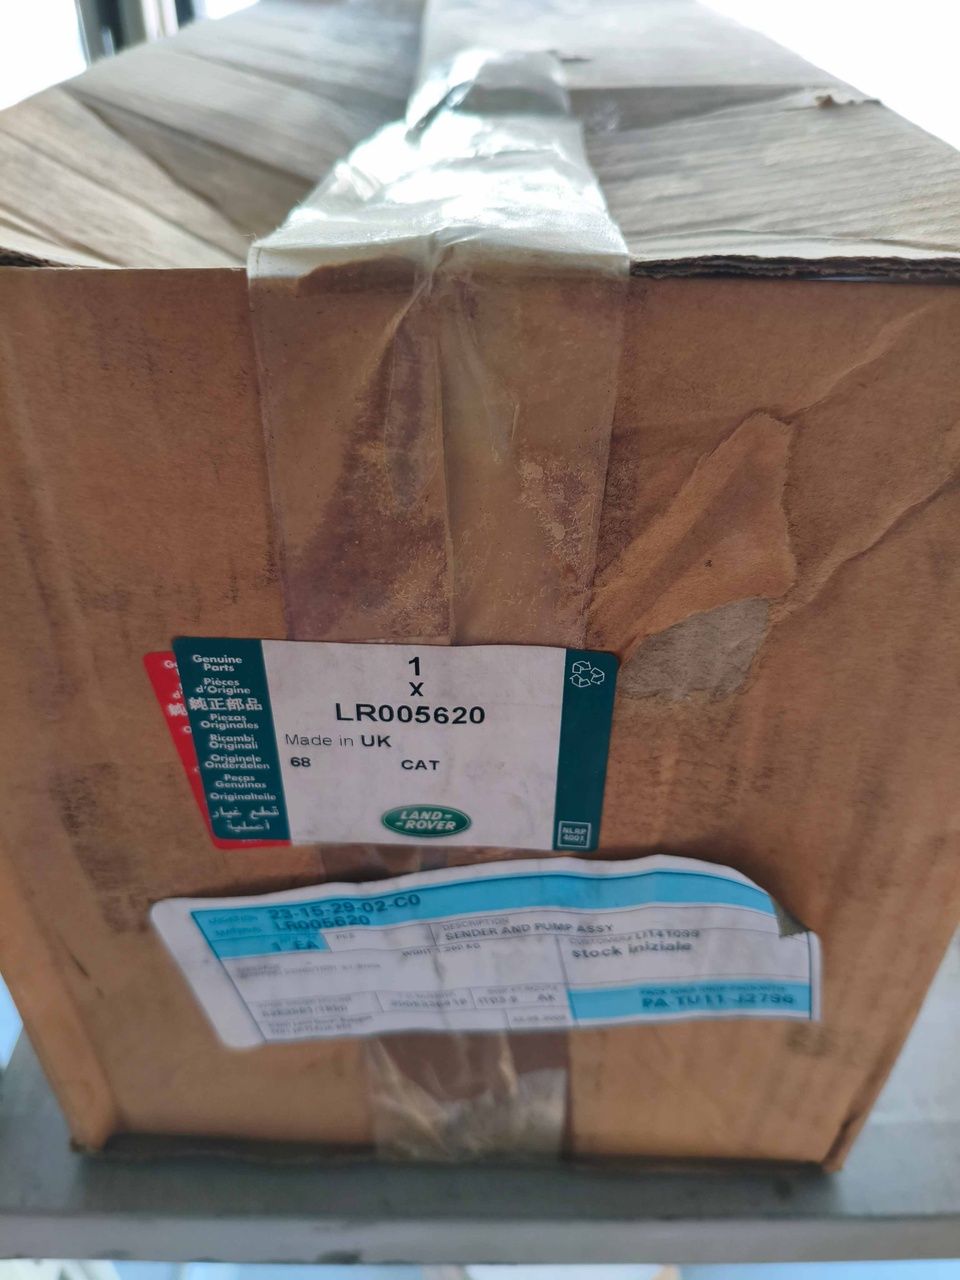 Genuine
Parts
Pièces
d'Origine
純正部品
Piezas
Originales
Ricambi
Originali
Originele
Onderdelen
Peças
Genuínas
Originalteile
قطع غيار
أصلية
1
X
LR005620
Made in UK
68 CAT
LAND-
-ROVER
NLRP
4001
23-15-29-02-C0
LR005620
1 EA
DESCRIPTION
SENDER AND PUMP ASSY
stock iniziale
PA TU11 J2796